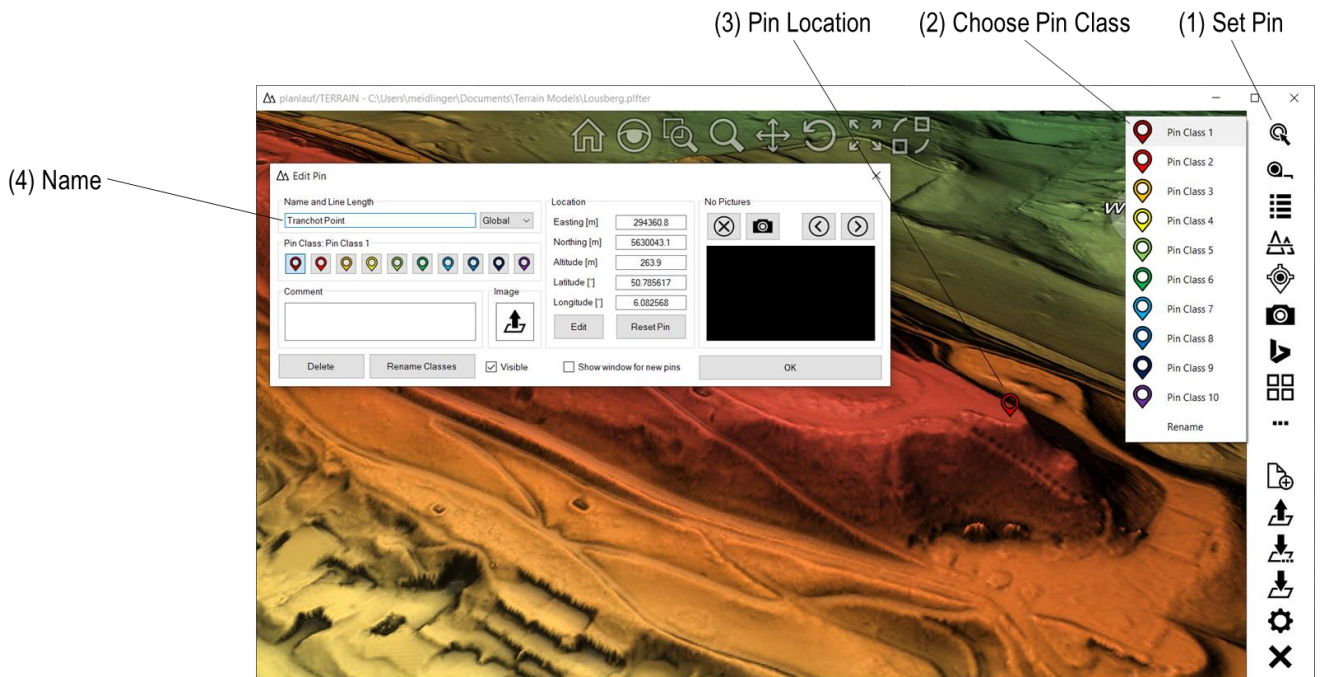 (3) Pin Location
(2) Choose Pin Class
(1) Set Pin
planlauf/TERRAIN - C:\Users\meidlinger\Documents\Terrain Models\Lousberg.plfter
(4) Name
Edit Pin
Name and Line Length
Tranchot Point
Global
Pin Class: Pin Class 1
Comment
Image
Delete
Rename Classes
Visible
Show window for new pins
OK
Location
Easting [m]
294360.8
Northing [m]
5630043.1
Altitude [m]
263.9
Latitude [°]
50.785617
Longitude [°]
6.082568
Edit
Reset Pin
No Pictures
Pin Class 1
Pin Class 2
Pin Class 3
Pin Class 4
Pin Class 5
Pin Class 6
Pin Class 7
Pin Class 8
Pin Class 9
Pin Class 10
Rename